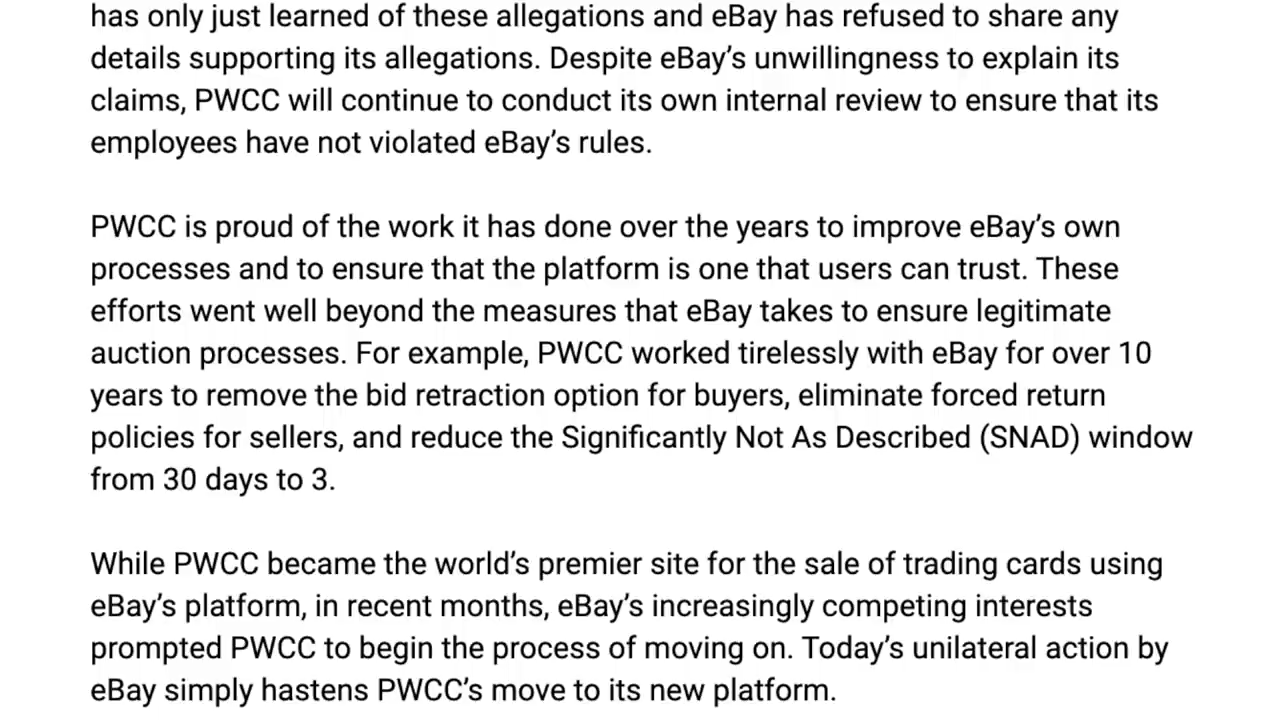 has only just learned of these allegations and eBay has refused to share any
details supporting its allegations. Despite eBay’s unwillingness to explain its
claims, PWCC will continue to conduct its own internal review to ensure that its
employees have not violated eBay’s rules.
PWCC is proud of the work it has done over the years to improve eBay’s own
processes and to ensure that the platform is one that users can trust. These
efforts went well beyond the measures that eBay takes to ensure legitimate
auction processes. For example, PWCC worked tirelessly with eBay for over 10
years to remove the bid retraction option for buyers, eliminate forced return
policies for sellers, and reduce the Significantly Not As Described (SNAD) window
from 30 days to 3.
While PWCC became the world’s premier site for the sale of trading cards using
eBay’s platform, in recent months, eBay’s increasingly competing interests
prompted PWCC to begin the process of moving on. Today’s unilateral action by
eBay simply hastens PWCC’s move to its new platform.